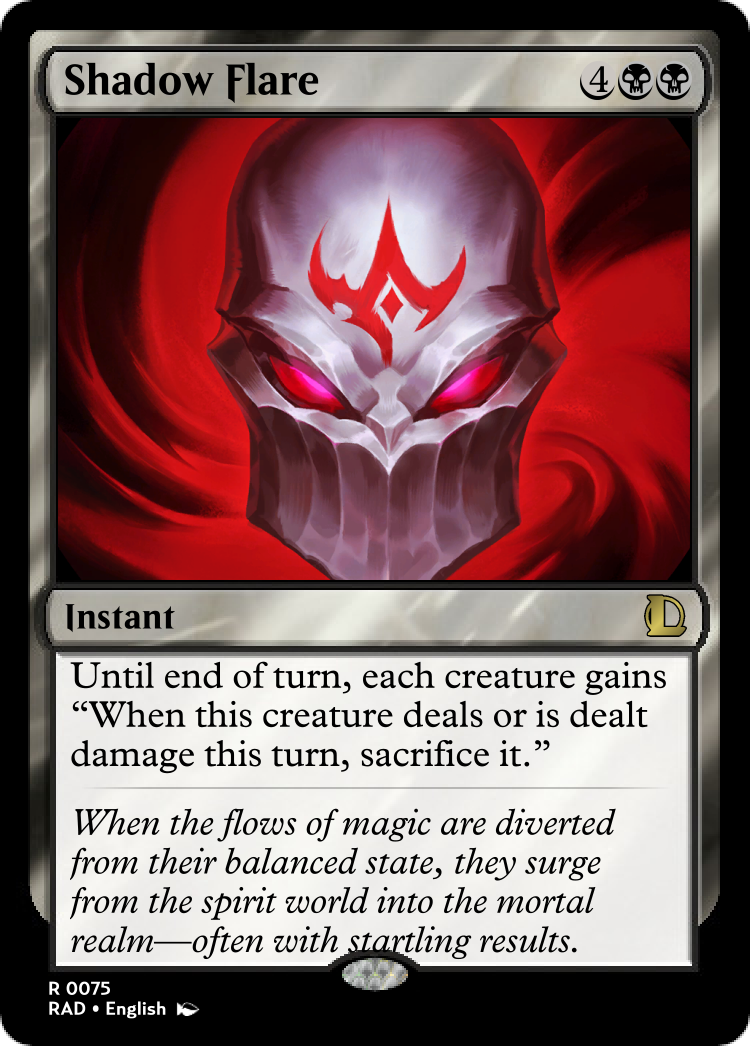 Shadow Flare 4
Instant
Until end of turn, each creature gains
“When this creature deals or is dealt
damage this turn, sacrifice it.”
When the flows of magic are diverted
from their balanced state, they surge
from the spirit world into the mortal
realm—often with startling results.
R 0075
RAD • English